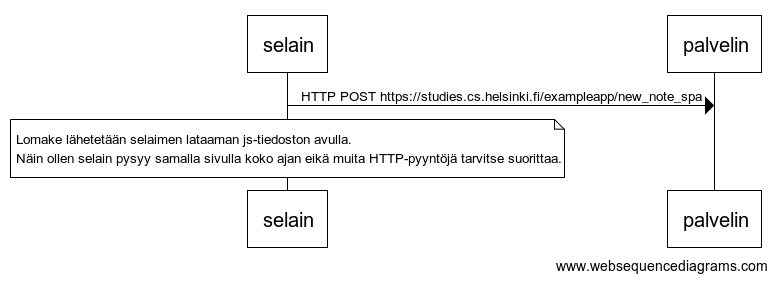 selain
palvelin
HTTP POST https://studies.cs.helsinki.fi/exampleapp/new_note_spa
Lomake lähetetään selaimen lataaman js-tiedoston avulla.
Näin ollen selain pysyy samalla sivulla koko ajan eikä muita HTTP-pyyntöjä tarvitse suorittaa.
selain
palvelin
www.websequencediagrams.com